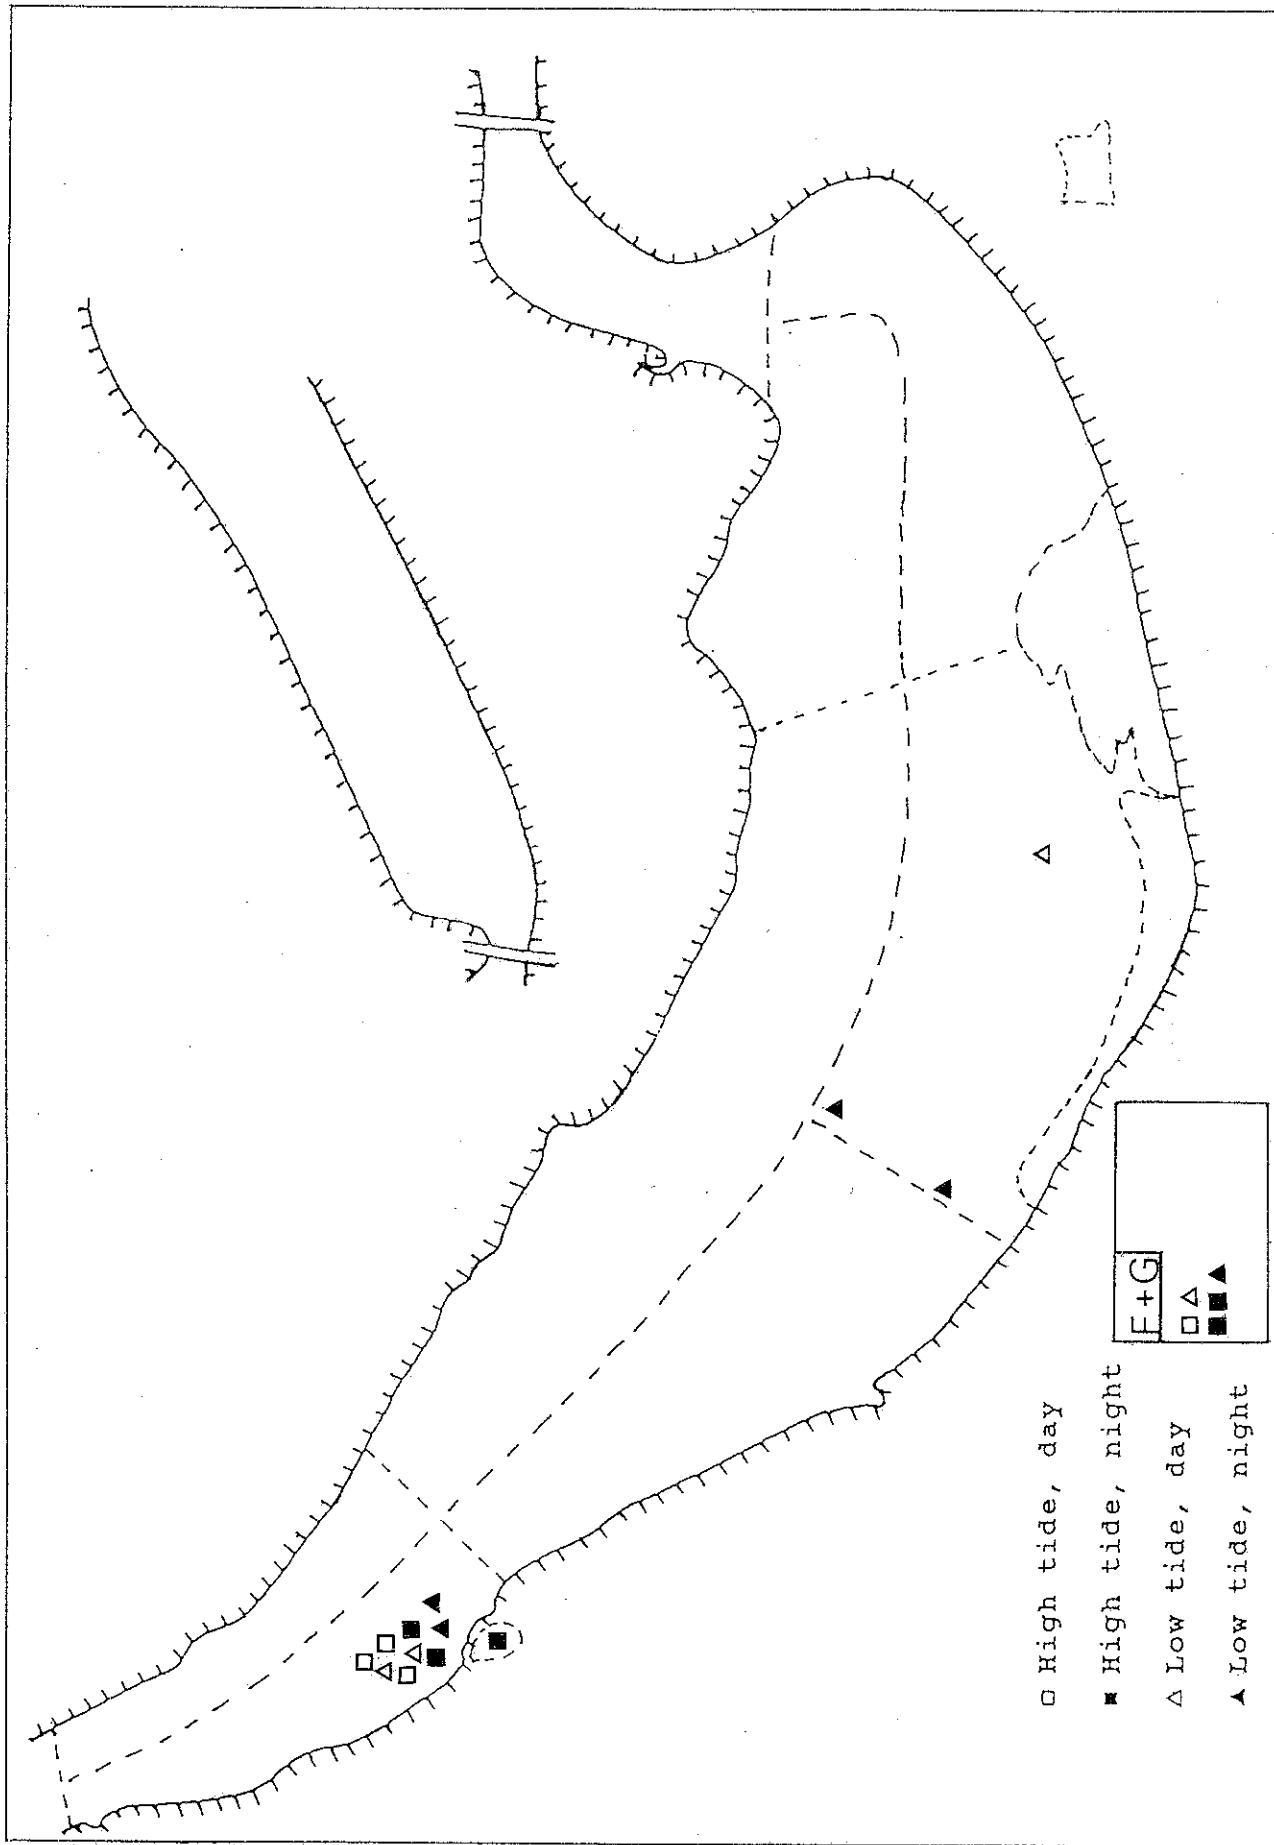 F+G
High tide, day
High tide, night
Low tide, day
Low tide, night